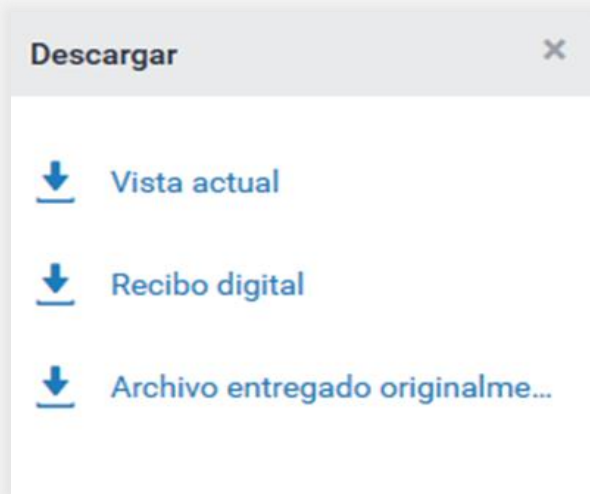 Descargar
Vista actual
Recibo digital
Archivo entregado originalme...